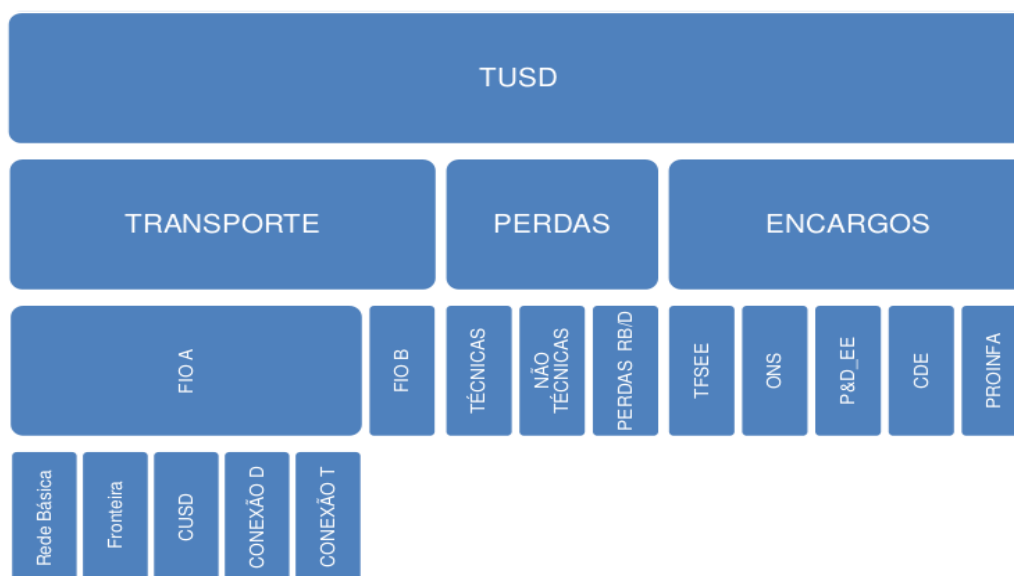 TUSD
TRANSPORTE
PERDAS
ENCARGOS
FIO A
FIO B
TÉCNICAS
NÃO
TÉCNICAS
PERDAS RB/D
TFSEE
ONS
P&D_EE
CDE
PROINFA
Rede Básica
Fronteira
CUSD
CONEXÃO D
CONEXÃO T